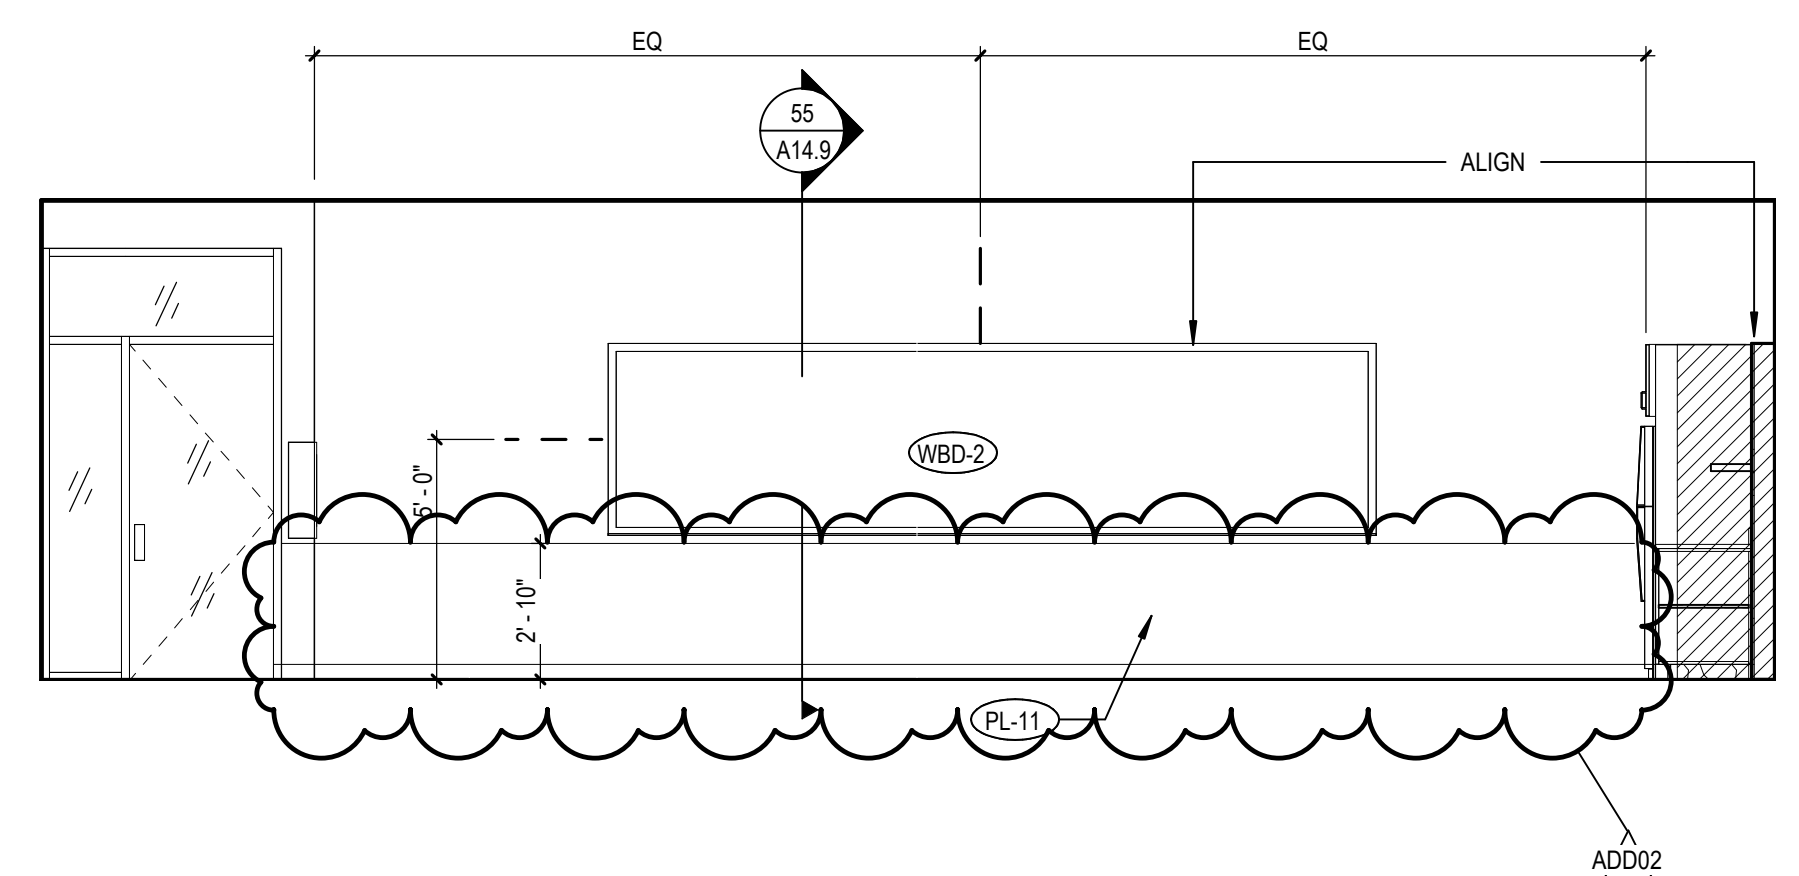 EQ
EQ
55
A14.9
ALIGN
WBD-2
5' - 0"
2' - 10"
PL-11
ADD02